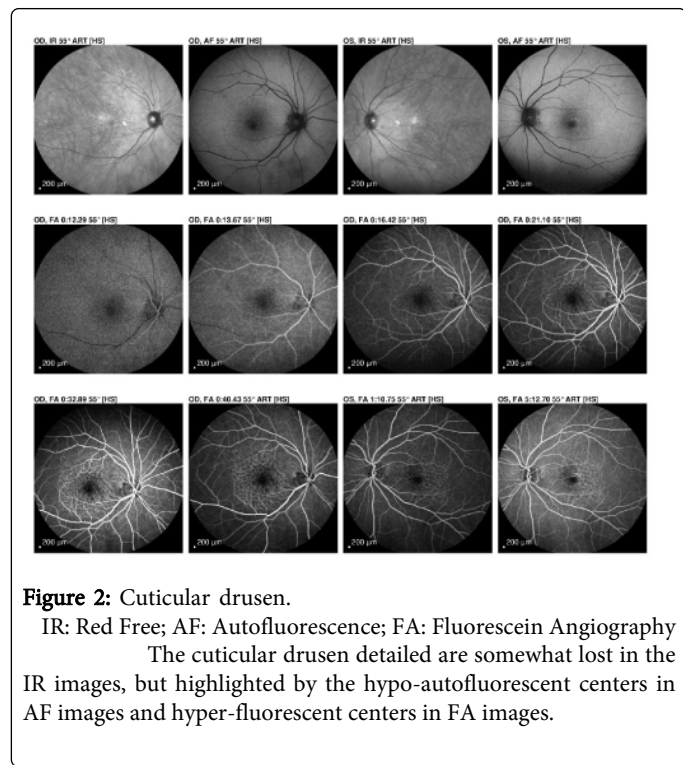 OD, IR 55° ART [HS] OD, AF 55° ART [HS] OS, IR 55° ART [HS] OS, AF 55° ART [HS]
200 µm 200 µm 200 µm 200 µm
OD, FA 0:12.29 55° [HS] OD, FA 0:13.67 55° [HS] OD, FA 0:16.42 55° [HS] OD, FA 0:21.10 55° [HS]
200 µm 200 µm 200 µm 200 µm
OD, FA 0:32.89 55° [HS] OD, FA 0:40.43 55° ART [HS] OS, FA 1:10.75 55° ART [HS] OS, FA 5:12.70 55° ART [HS]
200 µm 200 µm 200 µm 200 µm
Figure 2: Cuticular drusen.
IR: Red Free; AF: Autofluorescence; FA: Fluorescein Angiography
The cuticular drusen detailed are somewhat lost in the
IR images, but highlighted by the hypo-autofluorescent centers in
AF images and hyper-fluorescent centers in FA images.